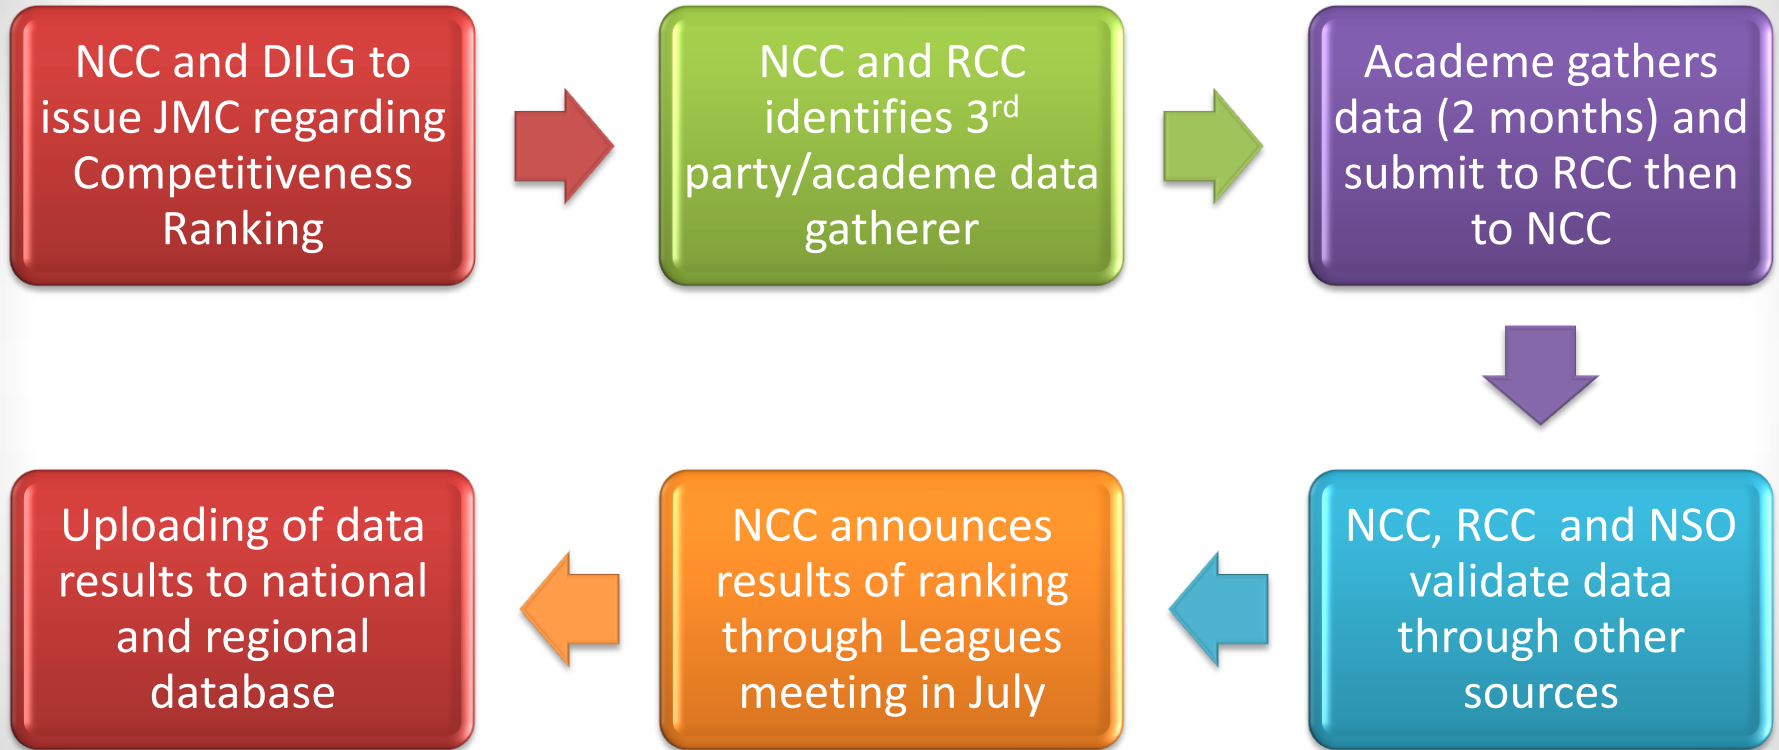 NCC and DILG to
issue JMC regarding
Competitiveness
Ranking
NCC and RCC
identifies 3rd
party/academe data
gatherer
Academe gathers
data (2 months) and
submit to RCC then
to NCC
NCC, RCC  and NSO
validate data
through other
sources
NCC announces
results of ranking
through Leagues
meeting in July
Uploading of data
results to national
and regional
database